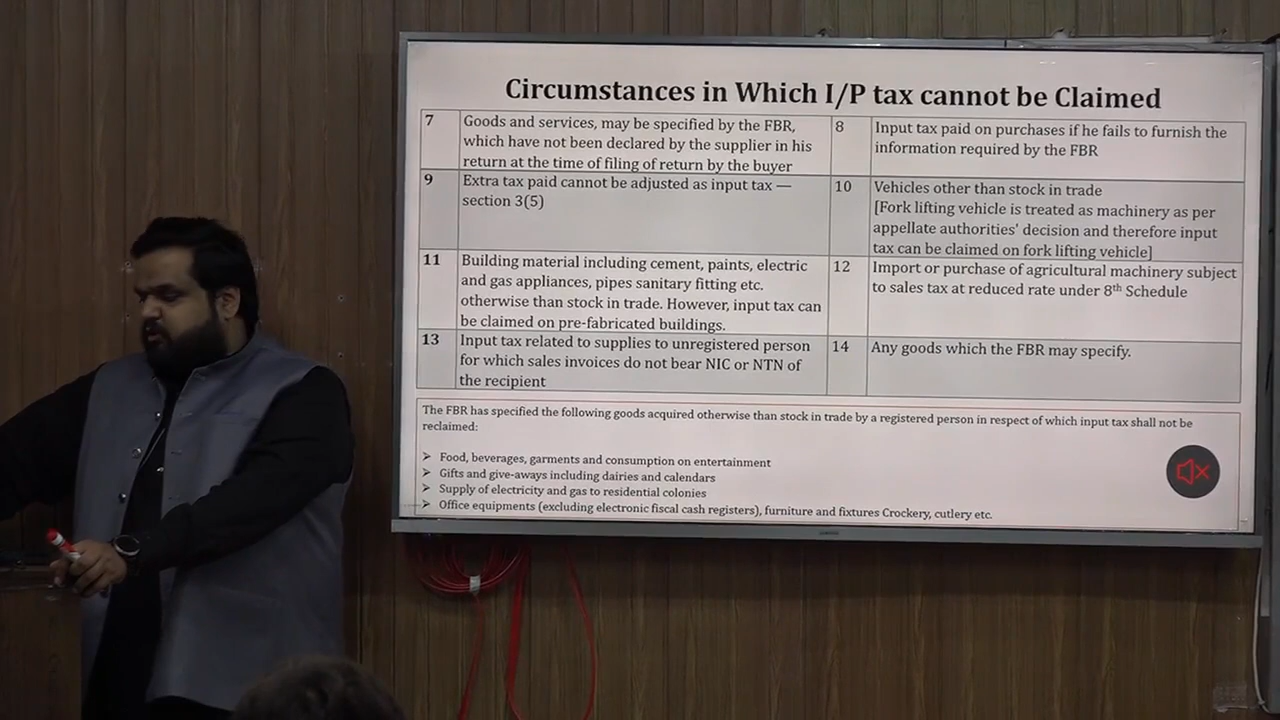 Circumstances in Which I/P tax cannot be Claimed
7
Goods and services, may be specified by the FBR,
which have not been declared by the supplier in his
return at the time of filing of return by the buyer
8
Input tax paid on purchases if he fails to furnish the
information required by the FBR
9
Extra tax paid cannot be adjusted as input tax —
section 3(5)
10
Vehicles other than stock in trade
[Fork lifting vehicle is treated as machinery as per
appellate authorities' decision and therefore input
tax can be claimed on fork lifting vehicle]
11
Building material including cement, paints, electric
and gas appliances, pipes sanitary fitting etc.
otherwise than stock in trade. However, input tax can
be claimed on pre-fabricated buildings.
12
Import or purchase of agricultural machinery subject
to sales tax at reduced rate under 8th Schedule
13
Input tax related to supplies to unregistered person
for which sales invoices do not bear NIC or NTN of
the recipient
14
Any goods which the FBR may specify.
The FBR has specified the following goods acquired otherwise than stock in trade by a registered person in respect of which input tax shall not be
reclaimed:
➢ Food, beverages, garments and consumption on entertainment
➢ Gifts and give-aways including dairies and calendars
➢ Supply of electricity and gas to residential colonies
➢ Office equipments (excluding electronic fiscal cash registers), furniture and fixtures Crockery, cutlery etc.